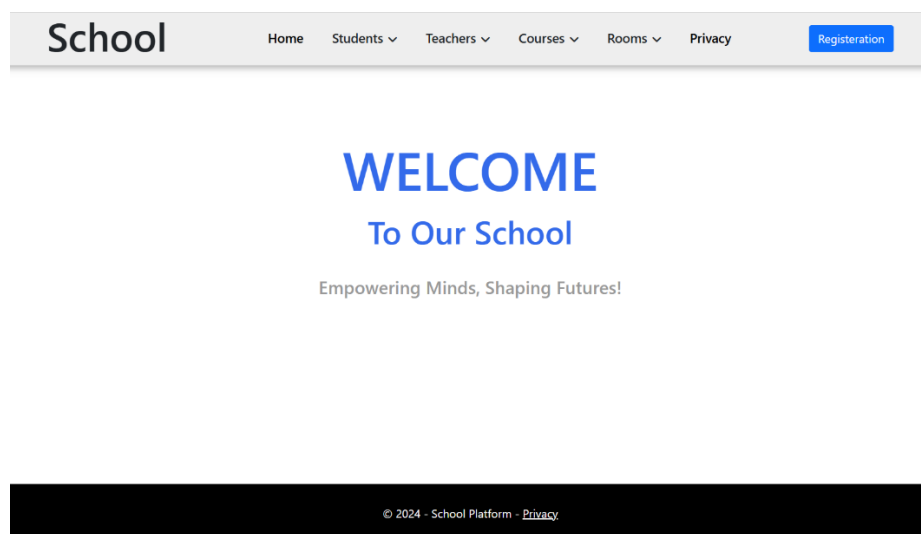 School Home Students Teachers Courses Rooms Privacy Registeration
WELCOME
To Our School
Empowering Minds, Shaping Futures!
© 2024 - School Platform - Privacy